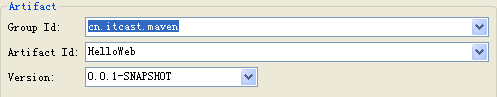 Artifact
Group Id: cn.itcast.maven
Artifact Id: HelloWeb
Version: 0.0.1-SNAPSHOT